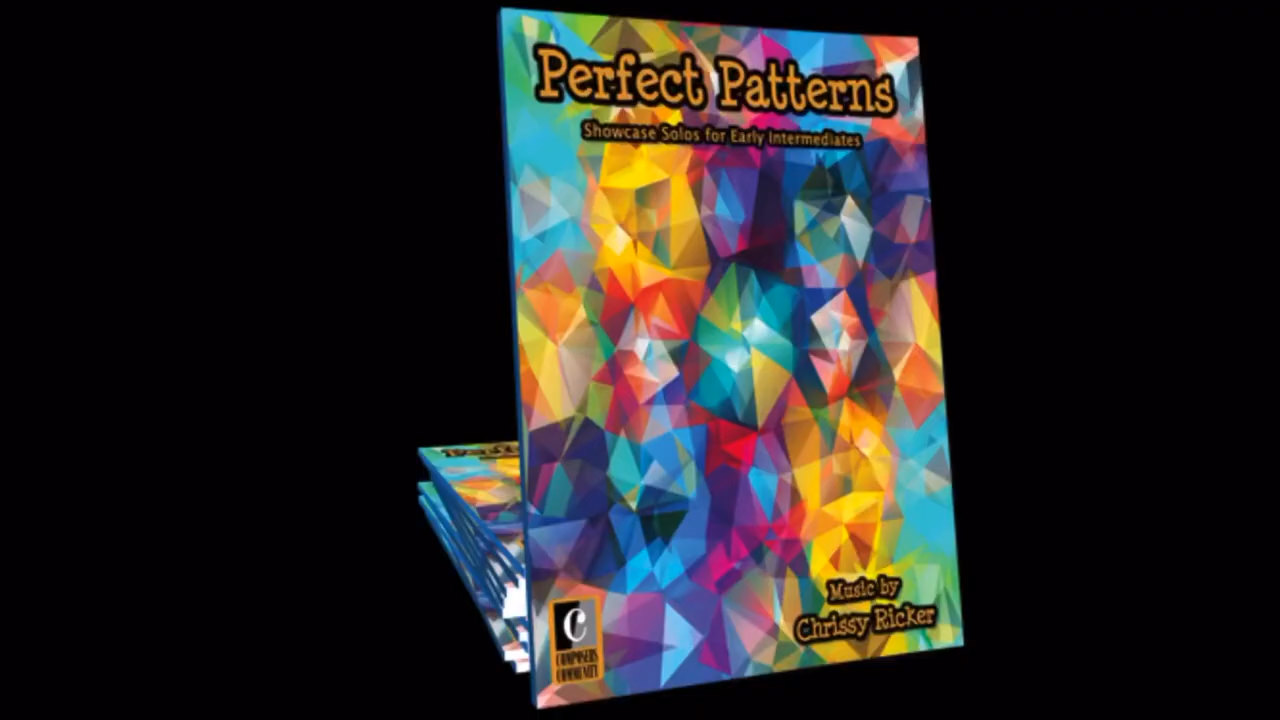 Perfect Patterns
Showcase Solos for Early Intermediates
Music by
Chrissy Ricker
C
COMPOSERS
COMMUNITY